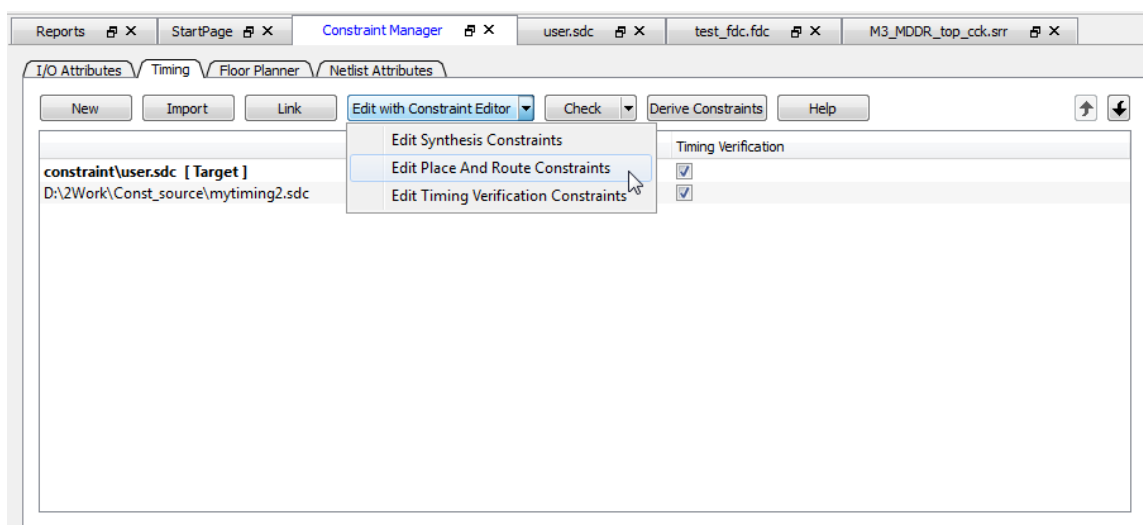 Reports StartPage Constraint Manager user.sdc test_fdc.fdc M3_MDDR_top_cck.srr
I/O Attributes Timing Floor Planner Netlist Attributes
New Import Link Edit with Constraint Editor Check Derive Constraints Help
Edit Synthesis Constraints
Timing Verification
Edit Place And Route Constraints
constraint\user.sdc [ Target ]
D:\2Work\Const_source\mytiming2.sdc
Edit Timing Verification Constraints